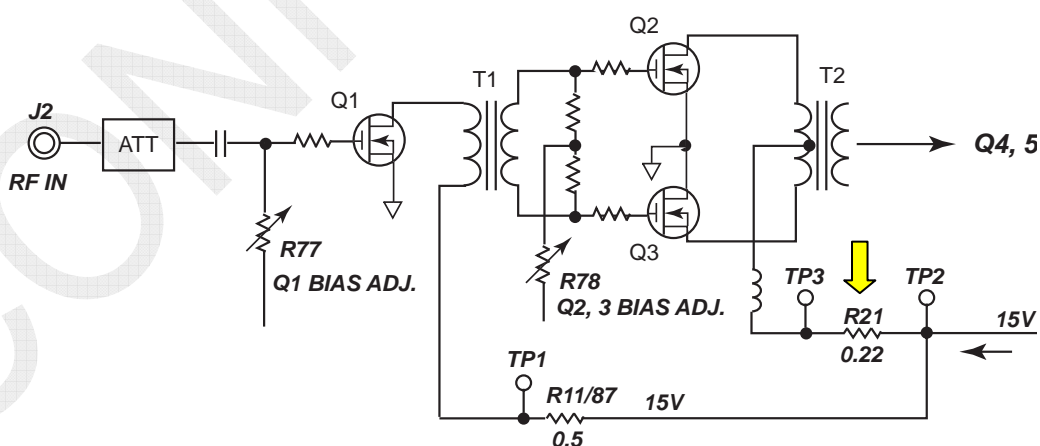 Q2
T1
T2
Q1
J2
ATT
Q4, 5
RF IN
Q3
R77
Q1 BIAS ADJ.
R78
Q2, 3 BIAS ADJ.
TP3
TP2
R21
0.22
15V
TP1
R11/87
15V
0.5